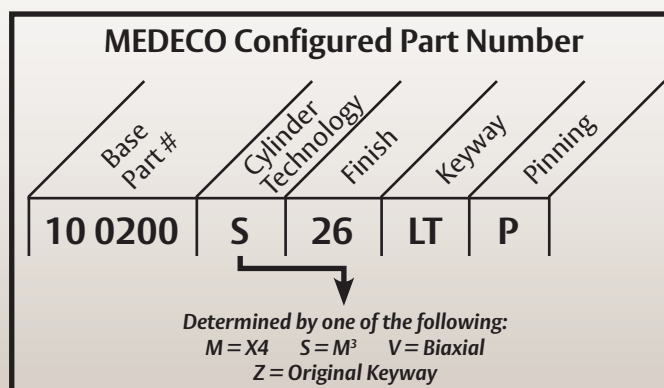 MEDECO Configured Part Number
Base
Part #
Cylinder
Technology
Finish
Keyway
Pinning
10 0200 S 26 LT P
Determined by one of the following:
M = X4 S = M³ V = Biaxial
Z = Original Keyway